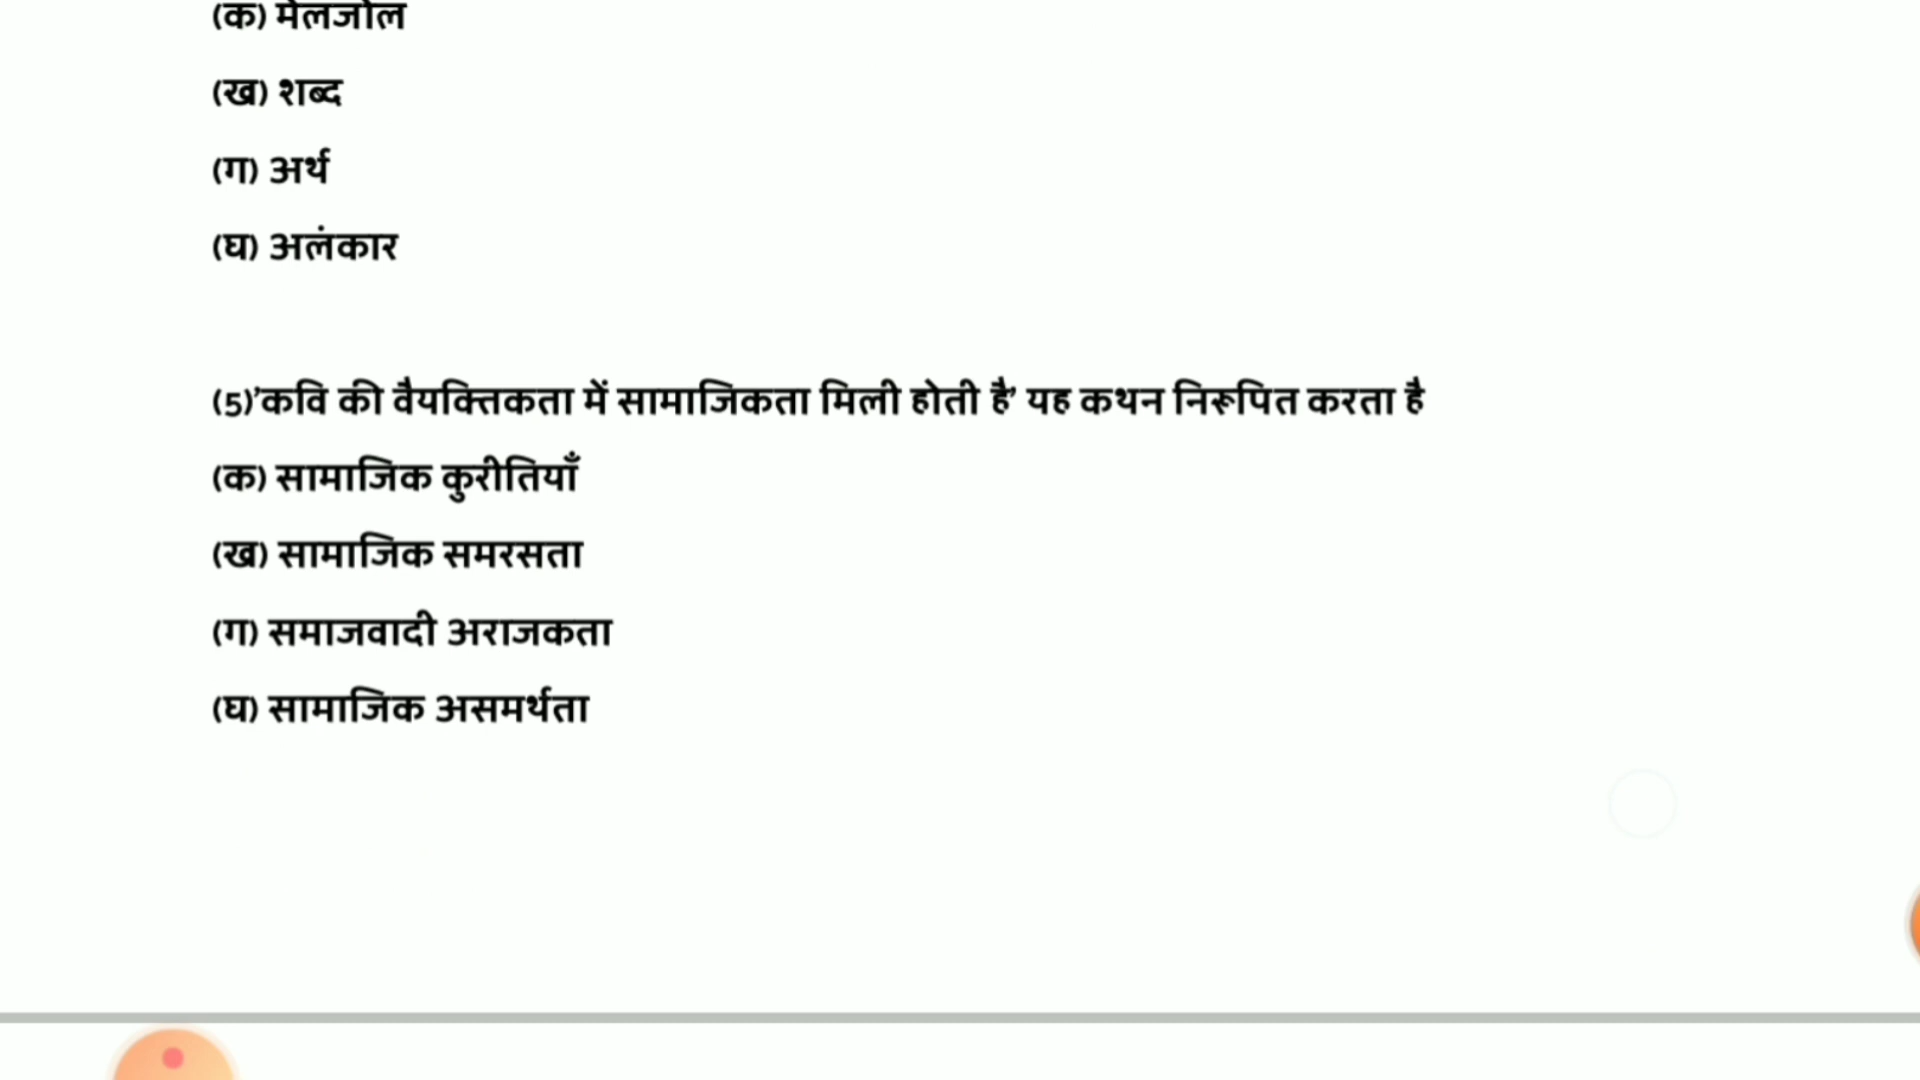 (क) मेलजोल
(ख) शब्द
(ग) अर्थ
(घ) अलंकार
(5)'कवि की वैयक्तिकता में सामाजिकता मिली होती है' यह कथन निरूपित करता है
(क) सामाजिक कुरीतियाँ
(ख) सामाजिक समरसता
(ग) समाजवादी अराजकता
(घ) सामाजिक असमर्थता